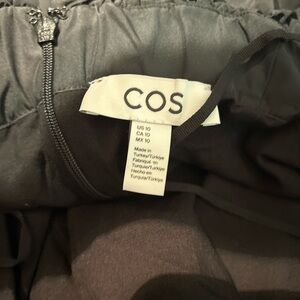 COS
US 10
CA 10
MX 10
Made in
Turkey/Türkiye
Fabriqué en
Turquie/Türkiye
Hecho en
Turquía/Türkiye